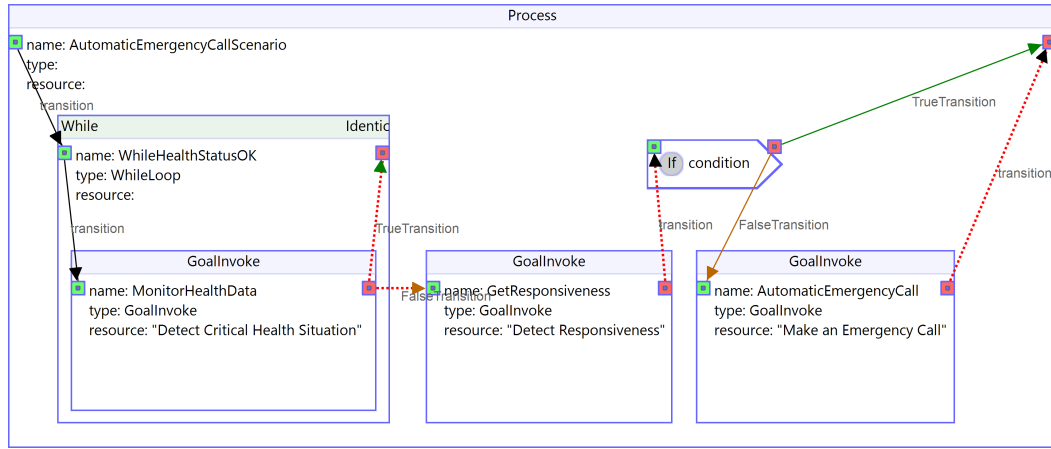 Process
name: AutomaticEmergencyCallScenario
type:
resource:
transition
TrueTransition
While Identic
name: WhileHealthStatusOK
type: WhileLoop
resource:
If condition
transition
transition
TrueTransition
transition
FalseTransition
GoalInvoke
name: MonitorHealthData
type: GoalInvoke
resource: "Detect Critical Health Situation"
FalseTransition
GoalInvoke
name: GetResponsiveness
type: GoalInvoke
resource: "Detect Responsiveness"
GoalInvoke
name: AutomaticEmergencyCall
type: GoalInvoke
resource: "Make an Emergency Call"